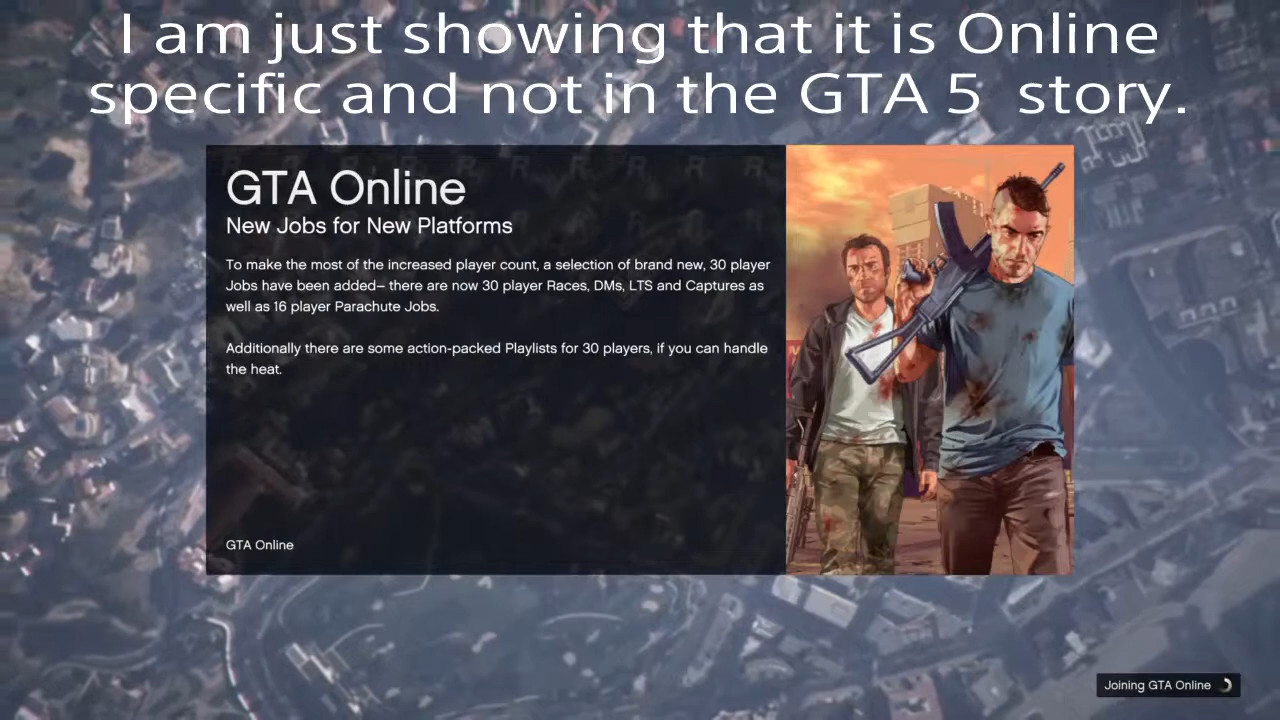 I am just showing that it is Online
specific and not in the GTA 5 story.
GTA Online
New Jobs for New Platforms
To make the most of the increased player count, a selection of brand new, 30 player
Jobs have been added– there are now 30 player Races, DMs, LTS and Captures as
well as 16 player Parachute Jobs.
Additionally there are some action-packed Playlists for 30 players, if you can handle
the heat.
GTA Online
Joining GTA Online